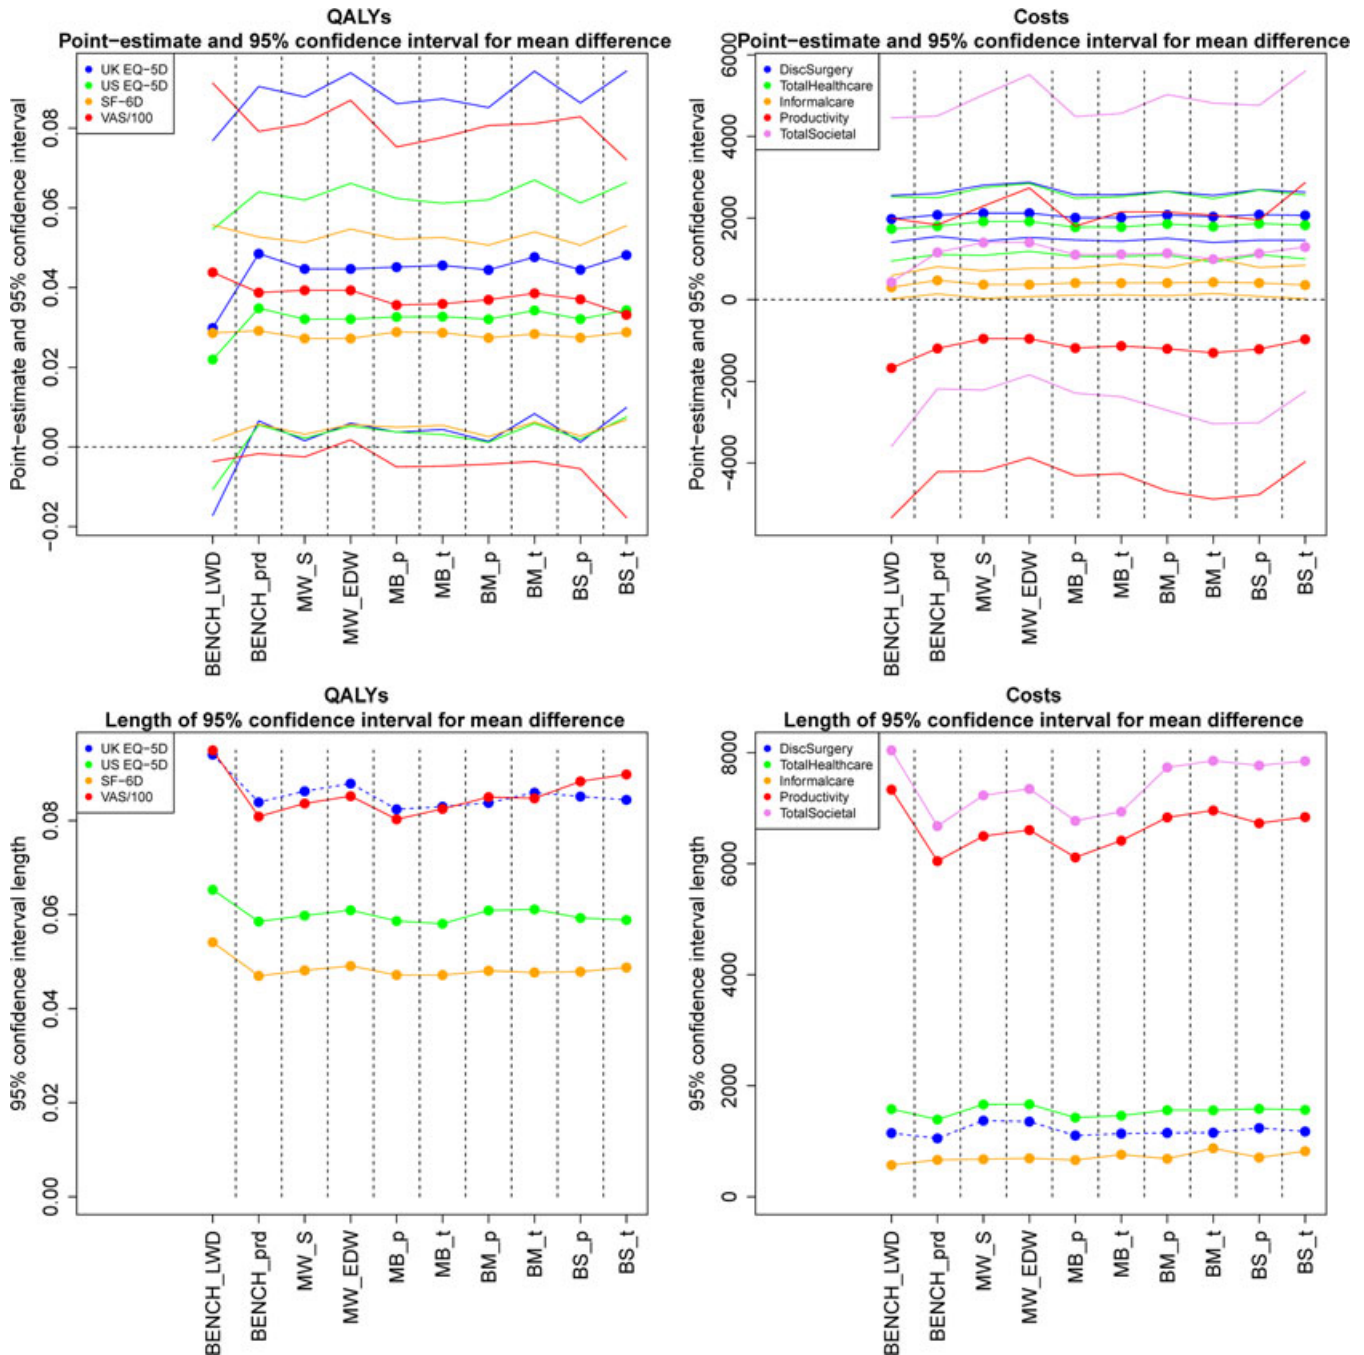 QALYs
Point-estimate and 95% confidence interval for mean difference
Point-estimate and 95% confidence interval
0.08
0.06
0.04
0.02
0.00
-0.02
UK EQ-5D
US EQ-5D
SF-6D
VAS/100
BENCH_LWD
BENCH_prd
MW_S
MW_EDW
MB_p
MB_t
BM_p
BM_t
BS_p
BS_t
Costs
Point-estimate and 95% confidence interval for mean difference
Point-estimate and 95% confidence interval
6000
4000
2000
0
-2000
-4000
DiscSurgery
TotalHealthcare
Informalcare
Productivity
TotalSocietal
BENCH_LWD
BENCH_prd
MW_S
MW_EDW
MB_p
MB_t
BM_p
BM_t
BS_p
BS_t
QALYs
Length of 95% confidence interval for mean difference
95% confidence interval length
0.08
0.06
0.04
0.02
0.00
UK EQ-5D
US EQ-5D
SF-6D
VAS/100
BENCH_LWD
BENCH_prd
MW_S
MW_EDW
MB_p
MB_t
BM_p
BM_t
BS_p
BS_t
Costs
Length of 95% confidence interval for mean difference
95% confidence interval length
8000
6000
4000
2000
0
DiscSurgery
TotalHealthcare
Informalcare
Productivity
TotalSocietal
BENCH_LWD
BENCH_prd
MW_S
MW_EDW
MB_p
MB_t
BM_p
BM_t
BS_p
BS_t